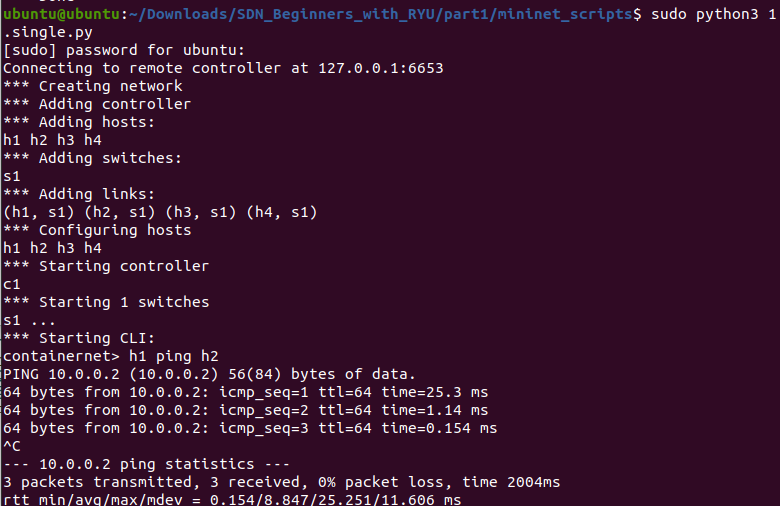 ubuntu@ubuntu:~/Downloads/SDN_Beginners_with_RYU/part1/mininet_scripts$ sudo python3 1
.single.py
[sudo] password for ubuntu:
Connecting to remote controller at 127.0.0.1:6653
*** Creating network
*** Adding controller
*** Adding hosts:
h1 h2 h3 h4
*** Adding switches:
s1
*** Adding links:
(h1, s1) (h2, s1) (h3, s1) (h4, s1)
*** Configuring hosts
h1 h2 h3 h4
*** Starting controller
c1
*** Starting 1 switches
s1 ...
*** Starting CLI:
containernet> h1 ping h2
PING 10.0.0.2 (10.0.0.2) 56(84) bytes of data.
64 bytes from 10.0.0.2: icmp_seq=1 ttl=64 time=25.3 ms
64 bytes from 10.0.0.2: icmp_seq=2 ttl=64 time=1.14 ms
64 bytes from 10.0.0.2: icmp_seq=3 ttl=64 time=0.154 ms
^C
--- 10.0.0.2 ping statistics ---
3 packets transmitted, 3 received, 0% packet loss, time 2004ms
rtt min/avg/max/mdev = 0.154/8.847/25.251/11.606 ms